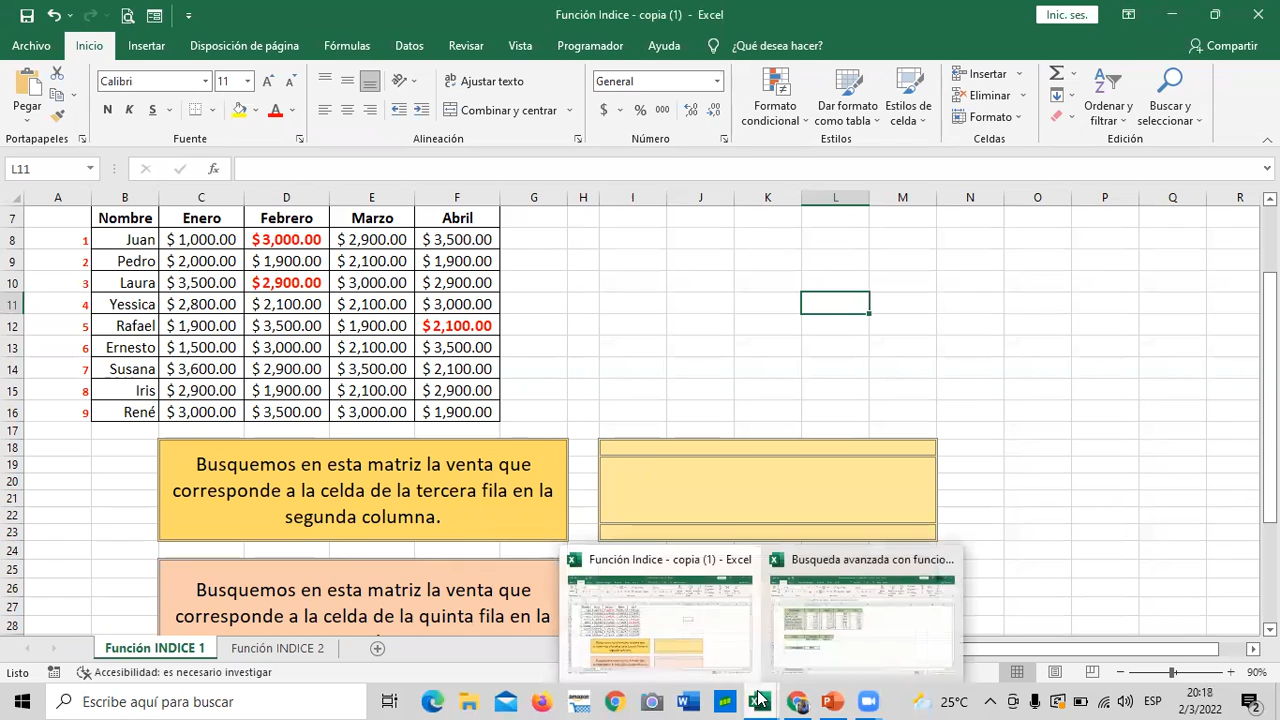 Función Indice - copia (1) - Excel
Inic. ses.
Archivo Inicio Insertar Disposición de página Fórmulas Datos Revisar Vista Programador Ayuda ¿Qué desea hacer? Compartir
Pegar
Calibri 11
N K S
Ajustar texto
Combinar y centrar
General
$ % 000
Formato condicional
Dar formato como tabla
Estilos de celda
Insertar
Eliminar
Formato
Ordenar y filtrar
Buscar y seleccionar
Portapapeles Fuente Alineación Número Estilos Celdas Edición
L11 fx
A B C D E F G H I J K L M N O P Q R
7 Nombre Enero Febrero Marzo Abril
8 1 Juan $ 1,000.00 $ 3,000.00 $ 2,900.00 $ 3,500.00
9 2 Pedro $ 2,000.00 $ 1,900.00 $ 2,100.00 $ 1,900.00
10 3 Laura $ 3,500.00 $ 2,900.00 $ 3,000.00 $ 2,900.00
11 4 Yessica $ 2,800.00 $ 2,100.00 $ 2,100.00 $ 3,000.00
12 5 Rafael $ 1,900.00 $ 3,500.00 $ 1,900.00 $ 2,100.00
13 6 Ernesto $ 1,500.00 $ 3,000.00 $ 2,100.00 $ 3,500.00
14 7 Susana $ 3,600.00 $ 2,900.00 $ 3,500.00 $ 2,100.00
15 8 Iris $ 2,900.00 $ 1,900.00 $ 2,100.00 $ 2,900.00
16 9 René $ 3,000.00 $ 3,500.00 $ 3,000.00 $ 1,900.00
17
18
19
20
21
22
23
24
25
26
27
28
Busquemos en esta matriz la venta que
corresponde a la celda de la tercera fila en la
segunda columna.
Busquemos en esta matriz la venta que
corresponde a la celda de la quinta fila en la
Función Indice - copia (1) - Excel
Busqueda avanzada con funcio...
Función INDICE 1 Función INDICE 2
Listo Accesibilidad: es necesario investigar 100%
Escribe aquí para buscar
25°C
ESP
20:18
2/3/2022
2